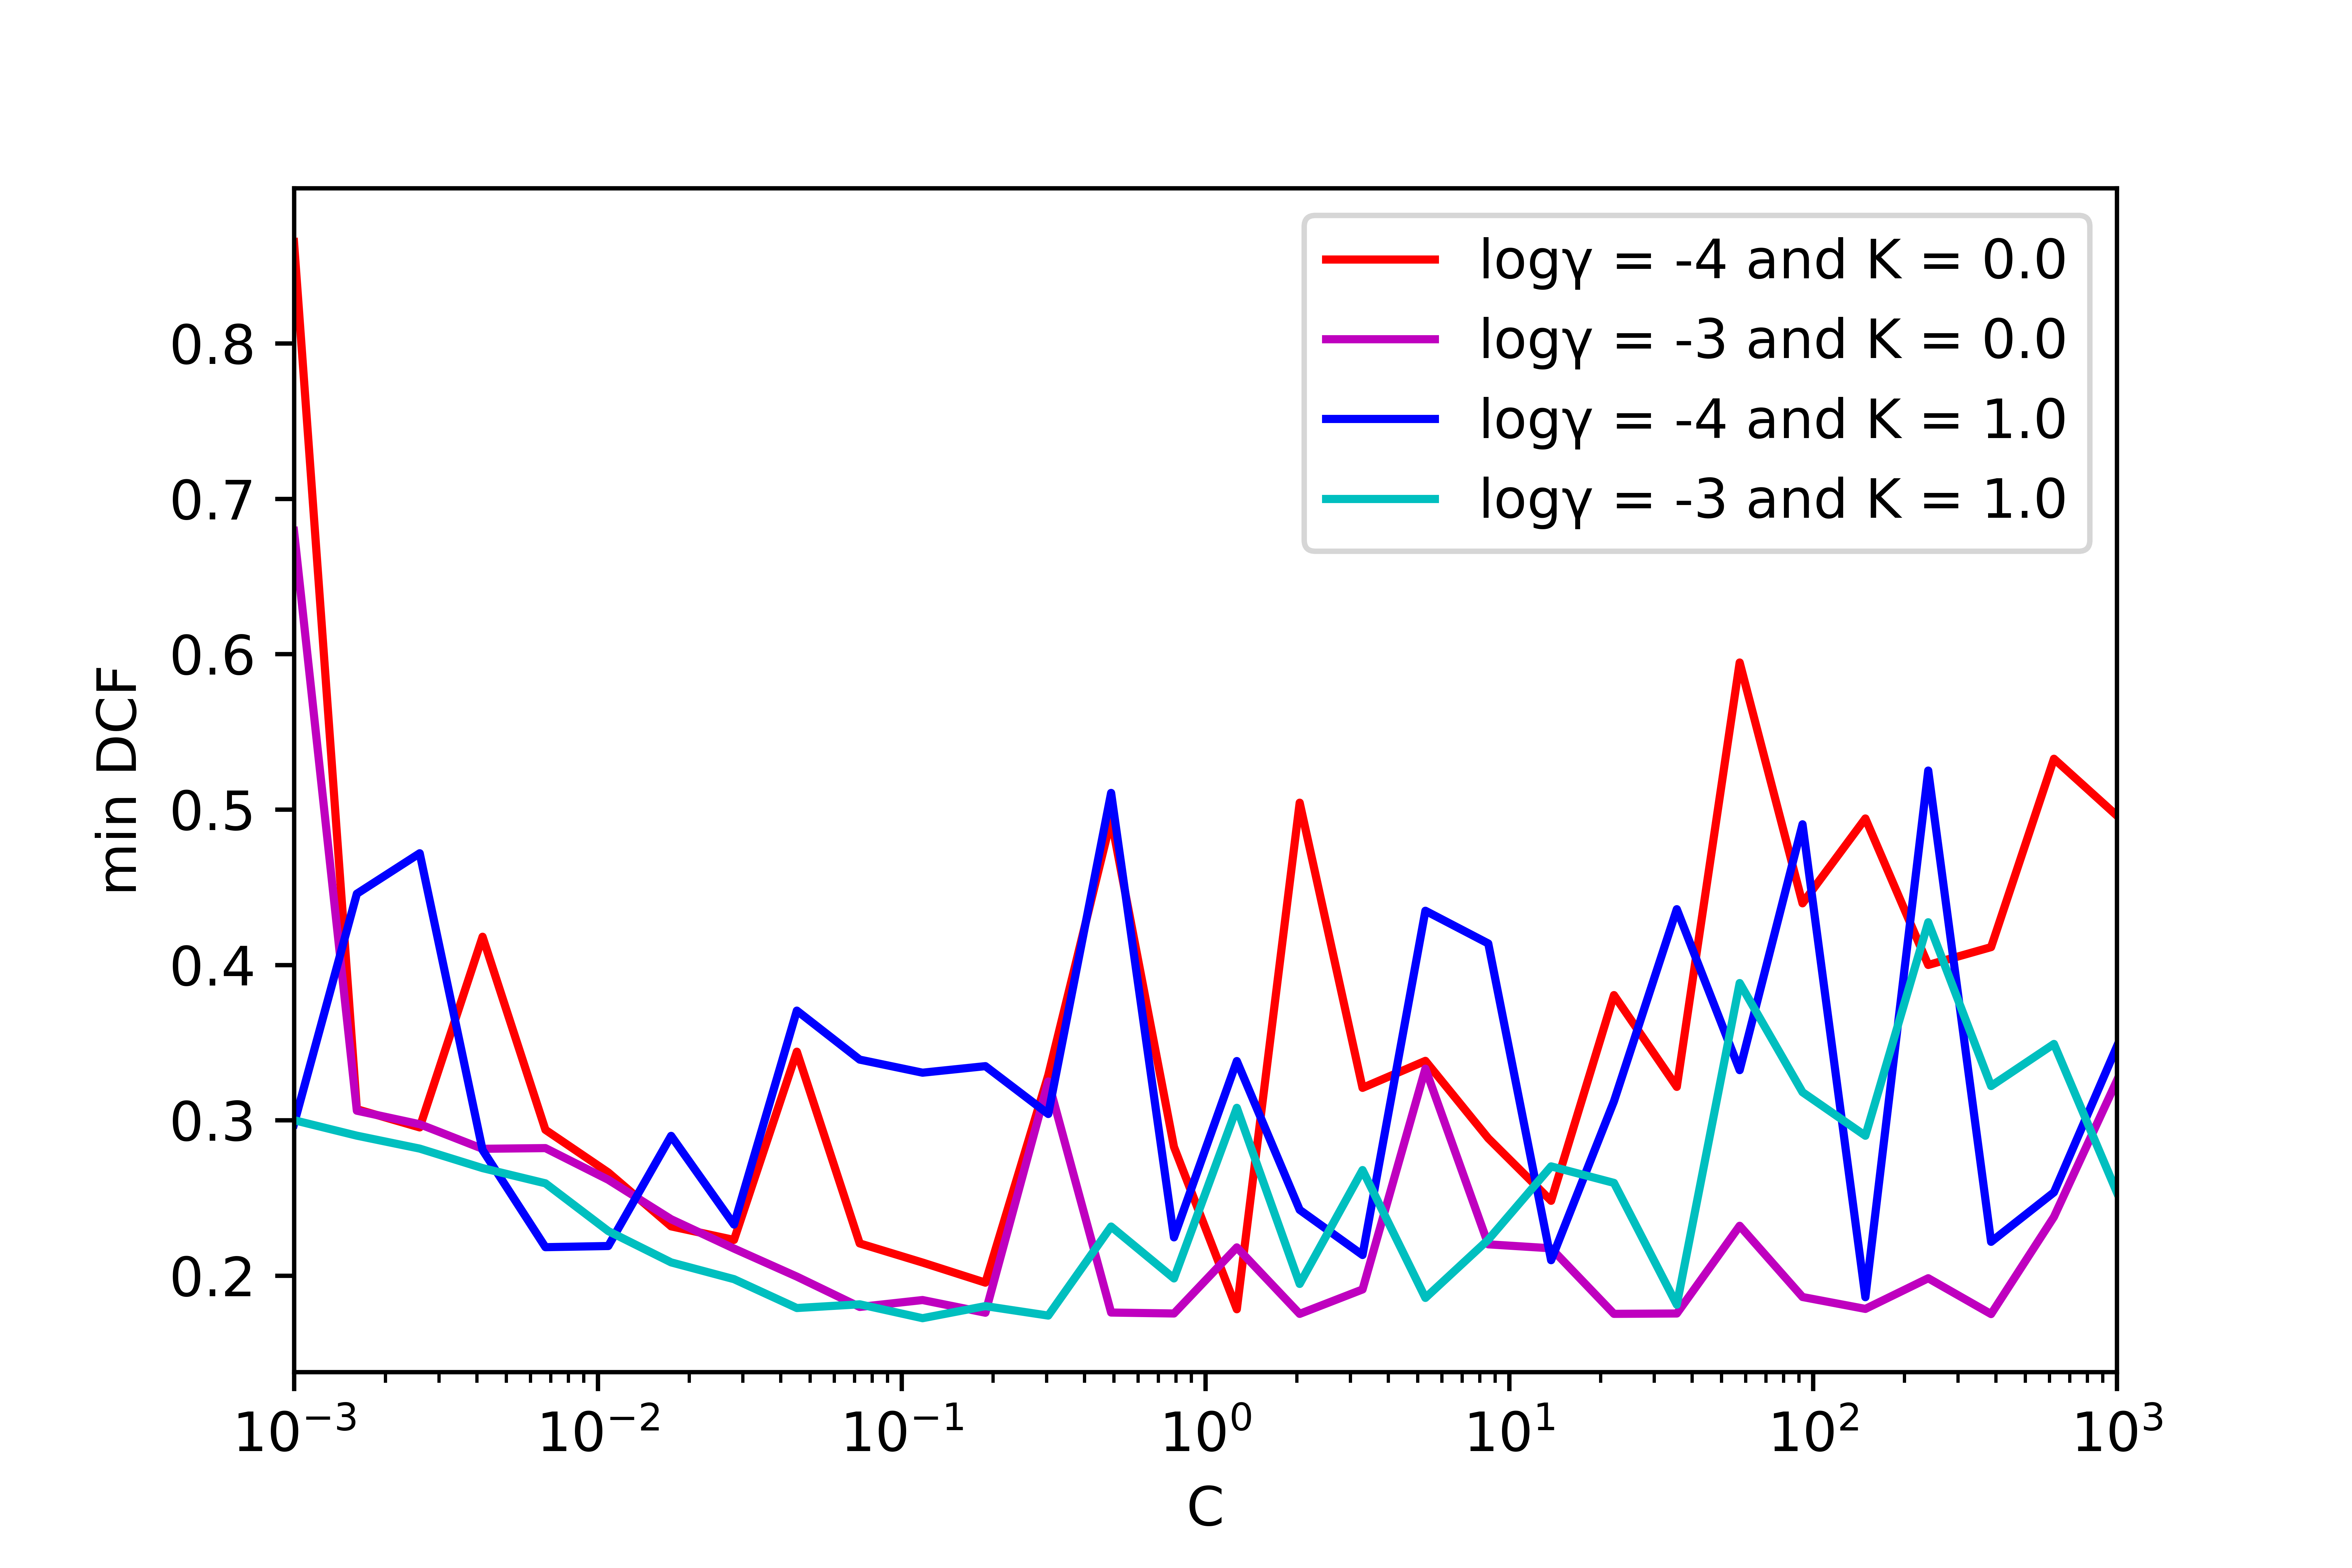 logγ = -4 and K = 0.0
logγ = -3 and K = 0.0
logγ = -4 and K = 1.0
logγ = -3 and K = 1.0
min DCF
0.8
0.7
0.6
0.5
0.4
0.3
0.2
10⁻³ 10⁻² 10⁻¹ 10⁰ 10¹ 10² 10³
C